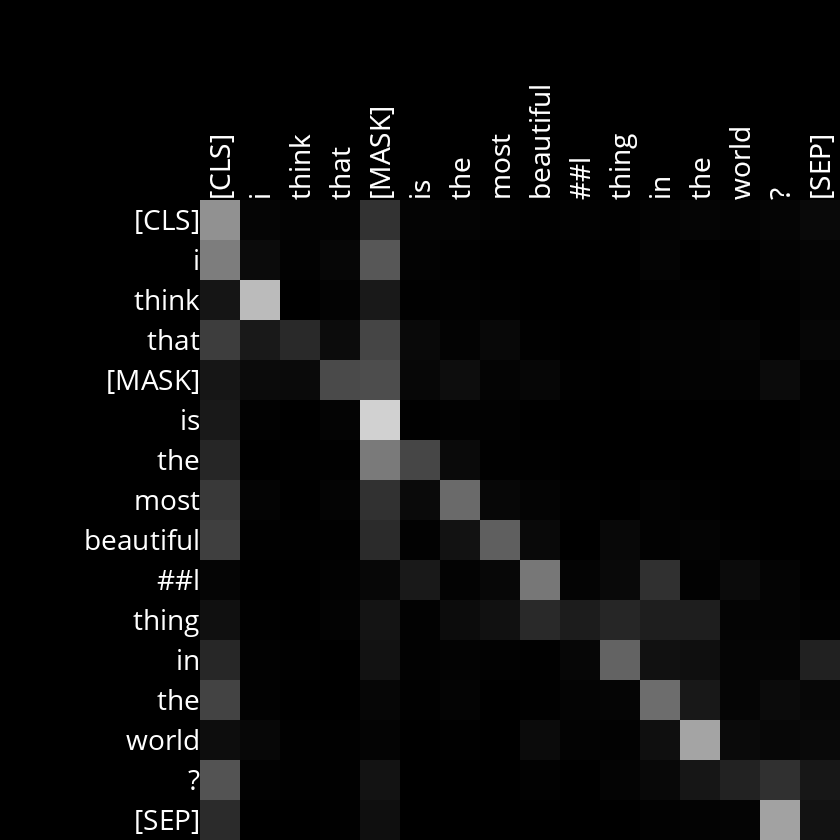 [CLS] i think that [MASK] is the most beautiful ##l thing in the world ? [SEP]
[CLS]
i
think
that
[MASK]
is
the
most
beautiful
##l
thing
in
the
world
?
[SEP]